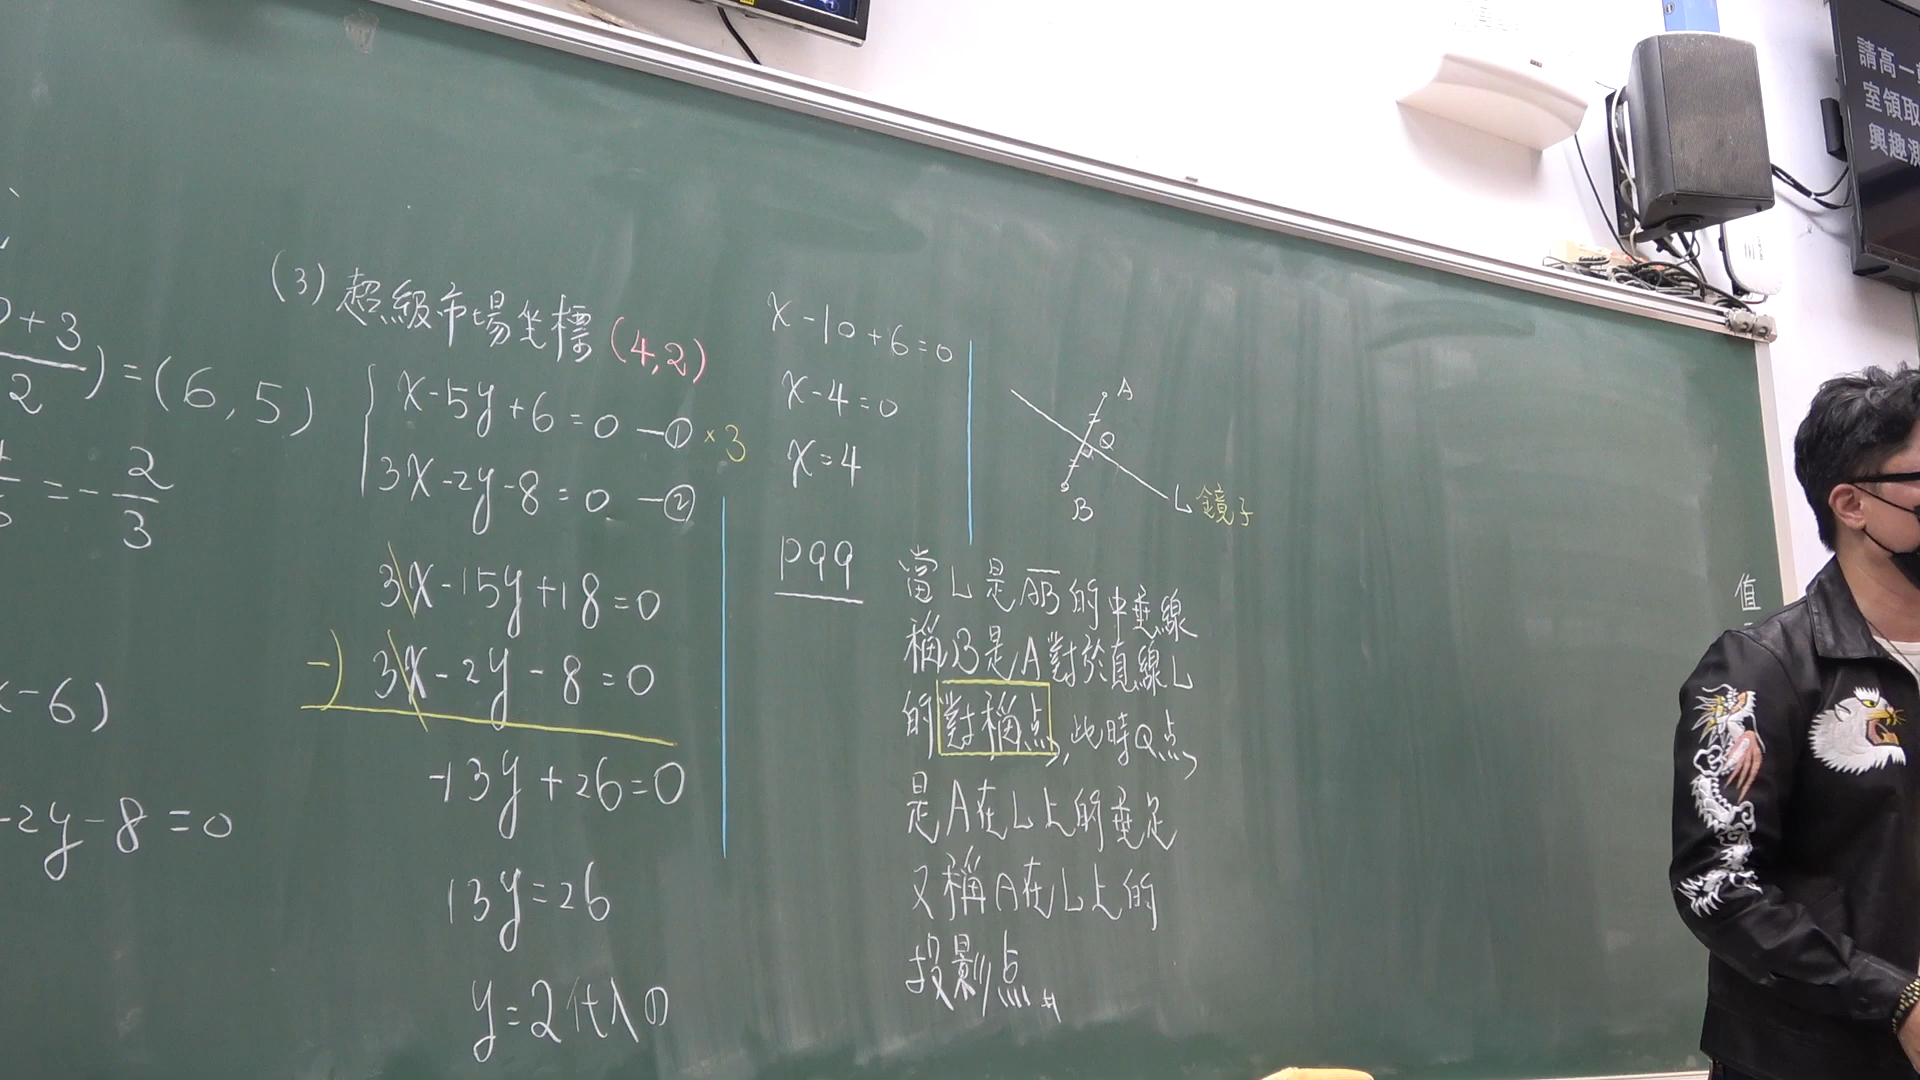 0+3
2
) = (6, 5)
= - 2
3
-6)
-2y-8=0
(3) 超級市場坐標 (4,2)
x-5y+6=0 —① ×3
3x-2y-8=0 —②
3x-15y+18=0
-) 3x-2y-8=0
-13y+26=0
13y=26
y=2代入①
x-10+6=0
x-4=0
x=4
A
Q
B
L 鏡子
P99
當L是AB的中垂線
稱B是A對於直線L
的對稱点, 此時Q点
是A在L上的垂足
又稱A在L上的
投影点 #
值
請高一
室領取
興趣測